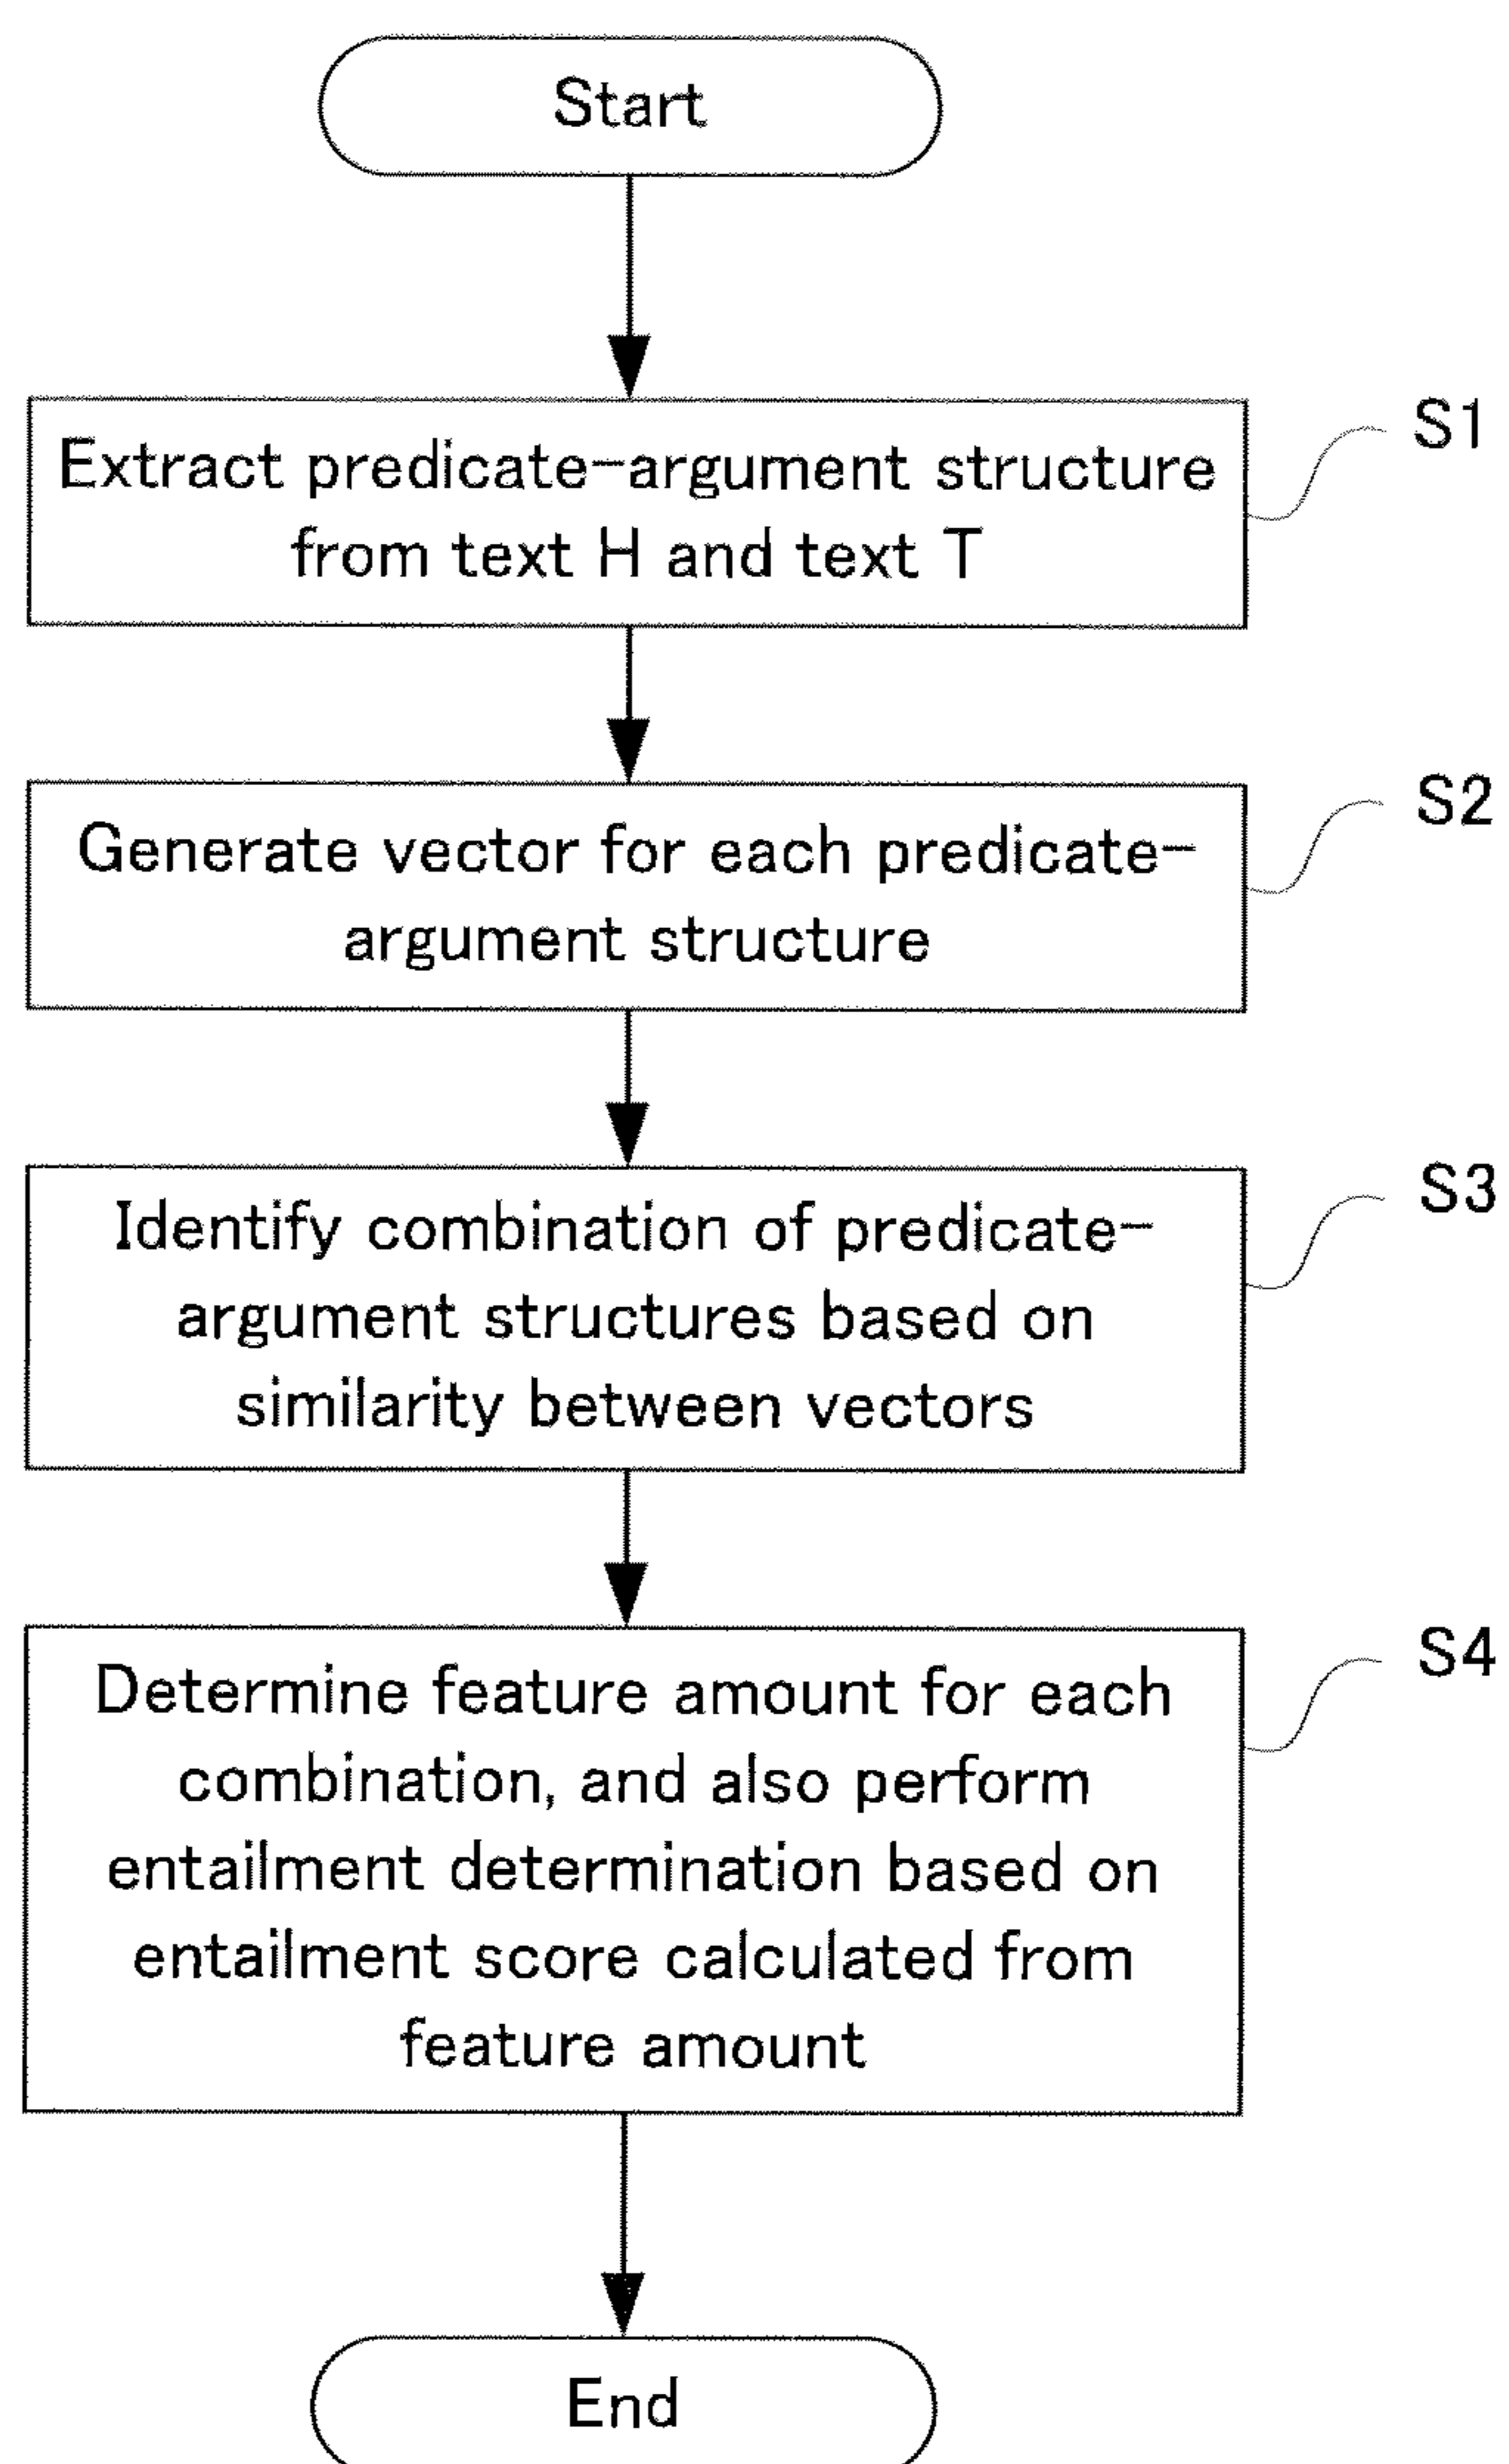 Start
Extract predicate-argument structure
from text H and text T
S1
Generate vector for each predicate-
argument structure
S2
Identify combination of predicate-
argument structures based on
similarity between vectors
S3
Determine feature amount for each
combination, and also perform
entailment determination based on
entailment score calculated from
feature amount
S4
End